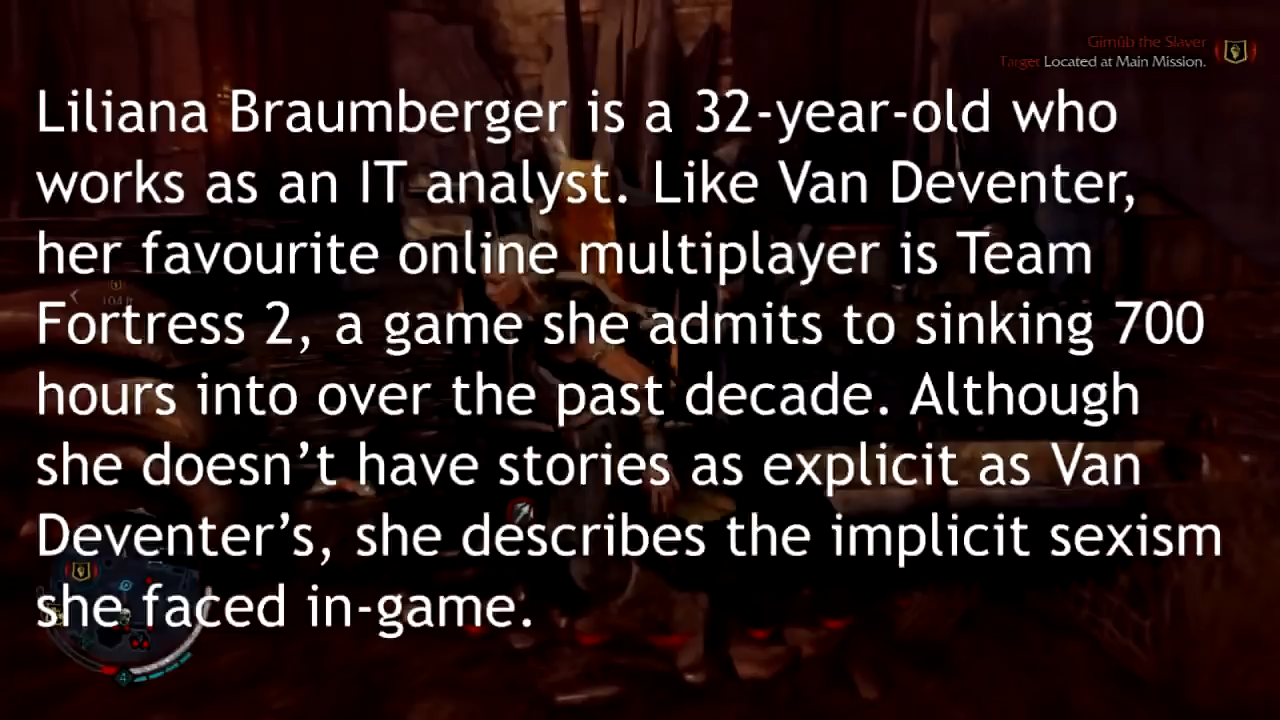 Gimûb the Slaver
Target Located at Main Mission.
Liliana Braumberger is a 32-year-old who
works as an IT analyst. Like Van Deventer,
her favourite online multiplayer is Team
Fortress 2, a game she admits to sinking 700
hours into over the past decade. Although
she doesn’t have stories as explicit as Van
Deventer’s, she describes the implicit sexism
she faced in-game.
104 ft
4